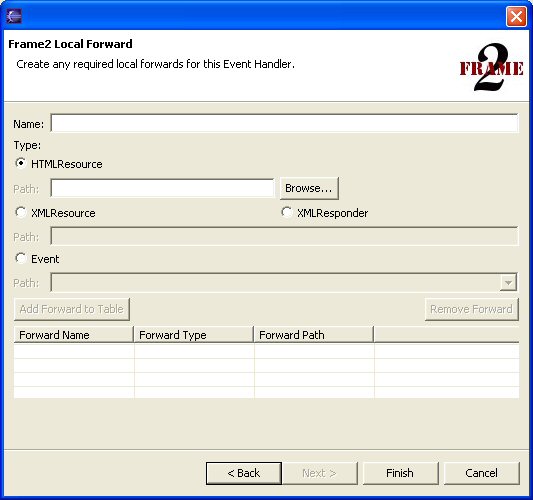 Frame2 Local Forward
Create any required local forwards for this Event Handler.
FRAME 2
Name:
Type:
HTMLResource
Path:
Browse...
XMLResource
XMLResponder
Path:
Event
Path:
Add Forward to Table
Remove Forward
Forward Name
Forward Type
Forward Path
< Back
Next >
Finish
Cancel